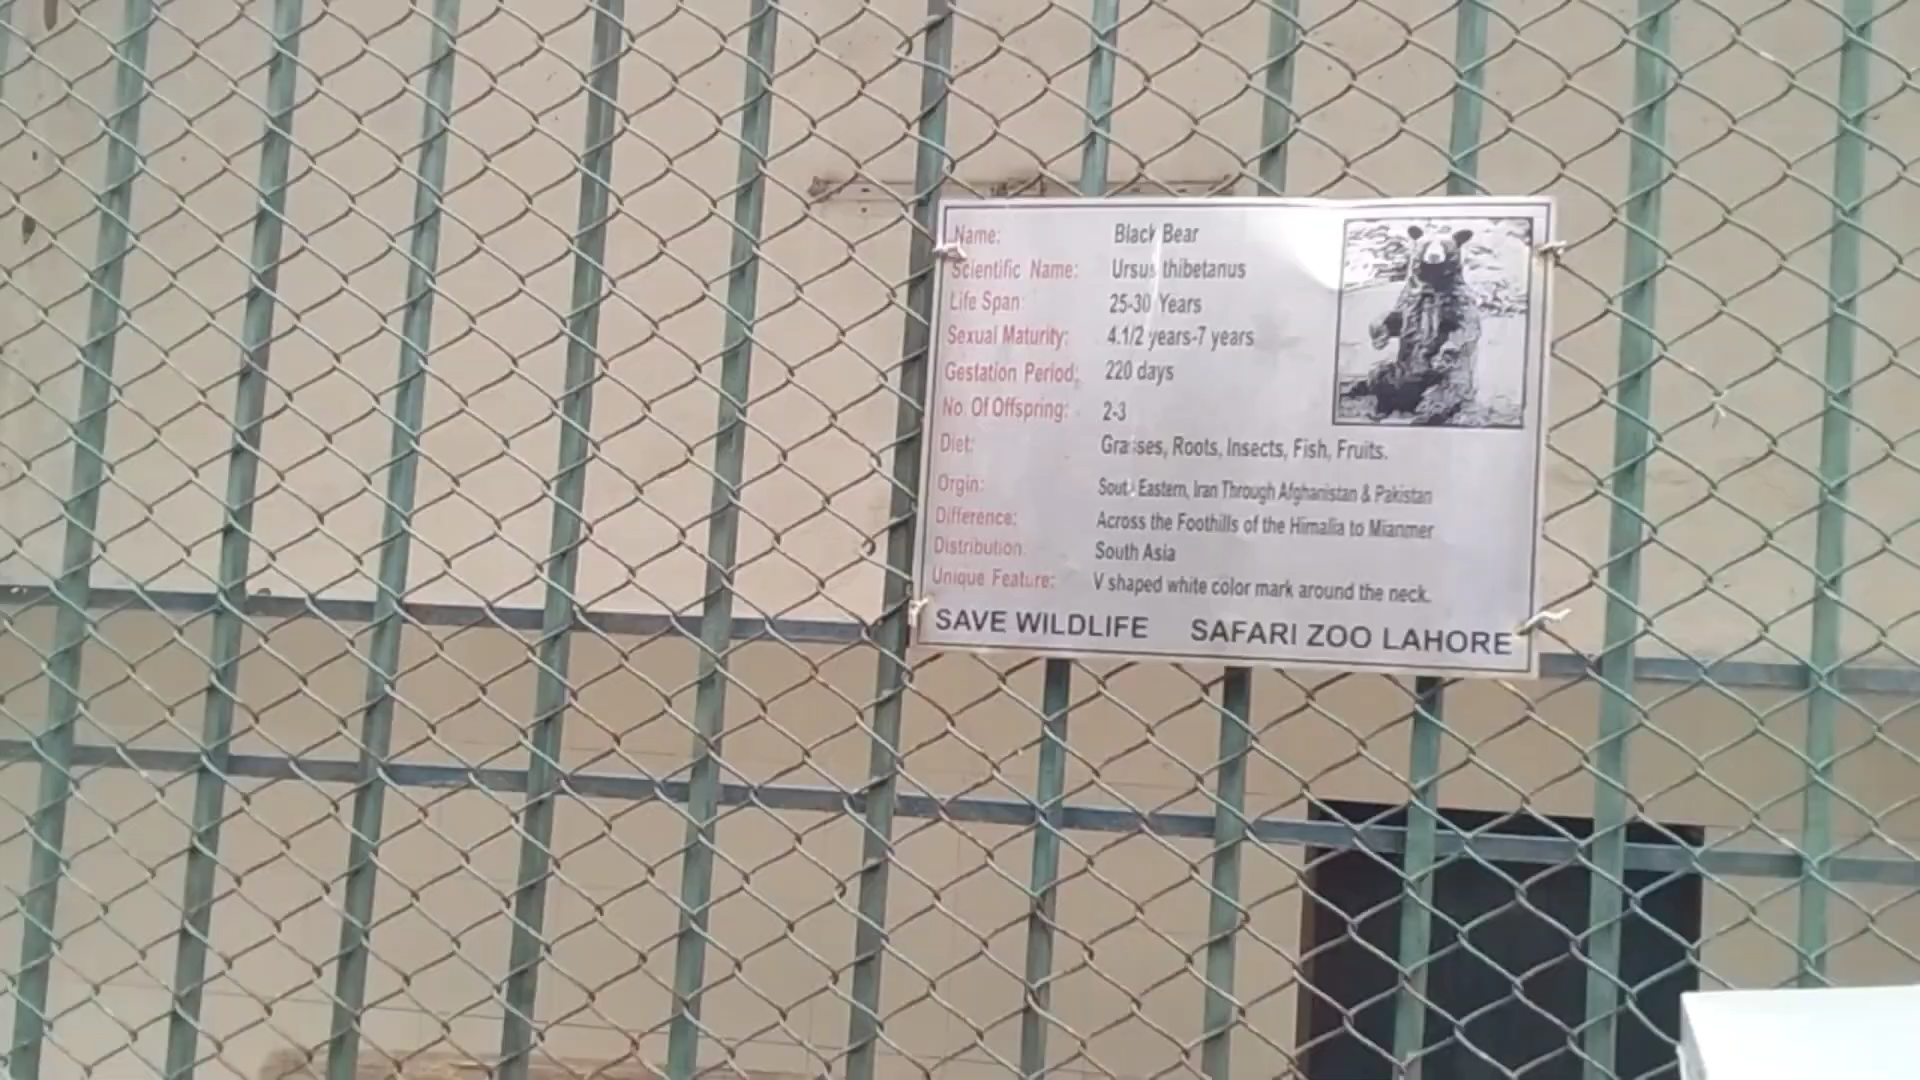 Name: Black Bear
Scientific Name: Ursus thibetanus
Life Span: 25-30 Years
Sexual Maturity: 4.1/2 years-7 years
Gestation Period: 220 days
No. Of Offspring: 2-3
Diet: Grasses, Roots, Insects, Fish, Fruits.
Orgin: South Eastern, Iran Through Afghanistan & Pakistan
Difference: Across the Foothills of the Himalia to Mianmer
Distribution: South Asia
Unique Feature: V shaped white color mark around the neck.
SAVE WILDLIFE SAFARI ZOO LAHORE